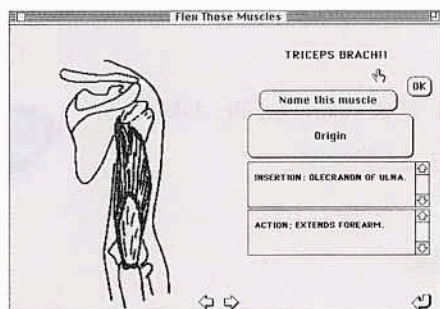 Flex Those Muscles
TRICEPS BRACHII
OK
Name this muscle
Origin
INSERTION: OLECRANON OF ULNA.
ACTION: EXTENDS FOREARM.